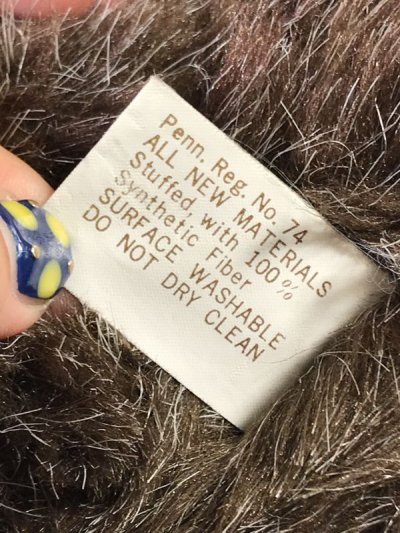 Penn. Reg. No. 74
ALL NEW MATERIALS
Stuffed, with 100%
Synthetic Fiber
SURFACE WASHABLE
DO NOT DRY CLEAN